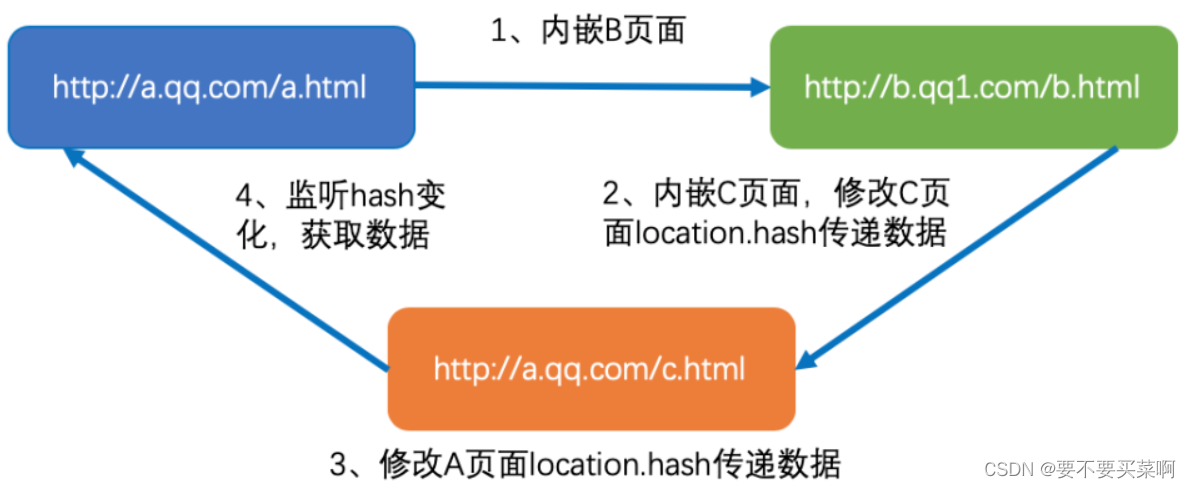 1、内嵌B页面
http://a.qq.com/a.html
http://b.qq1.com/b.html
4、监听hash变
化，获取数据
2、内嵌C页面，修改C页
面location.hash传递数据
http://a.qq.com/c.html
3、修改A页面location.hash传递数据
CSDN @要不要买菜啊